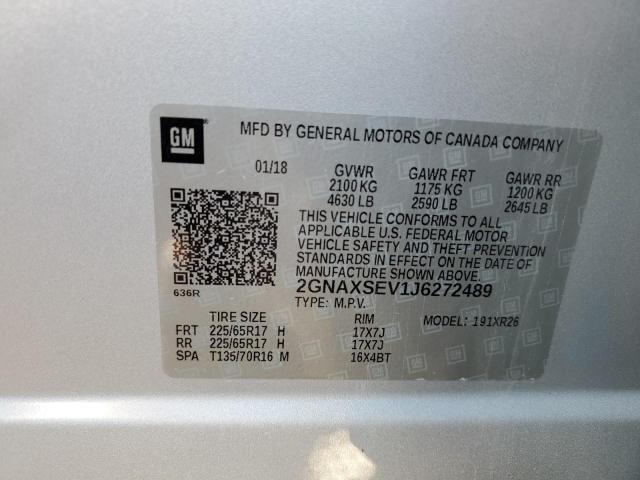 GM
MFD BY GENERAL MOTORS OF CANADA COMPANY
01/18 GVWR GAWR FRT GAWR RR
2100 KG 1175 KG 1200 KG
4630 LB 2590 LB 2645 LB
THIS VEHICLE CONFORMS TO ALL
APPLICABLE U.S. FEDERAL MOTOR
VEHICLE SAFETY AND THEFT PREVENTION
STANDARDS IN EFFECT ON THE DATE OF
MANUFACTURE SHOWN ABOVE.
636R 2GNAXSEV1J6272489
TYPE: M.P.V.
TIRE SIZE RIM MODEL: 191XR26
FRT 225/65R17 H 17X7J
RR 225/65R17 H 17X7J
SPA T135/70R16 M 16X4BT